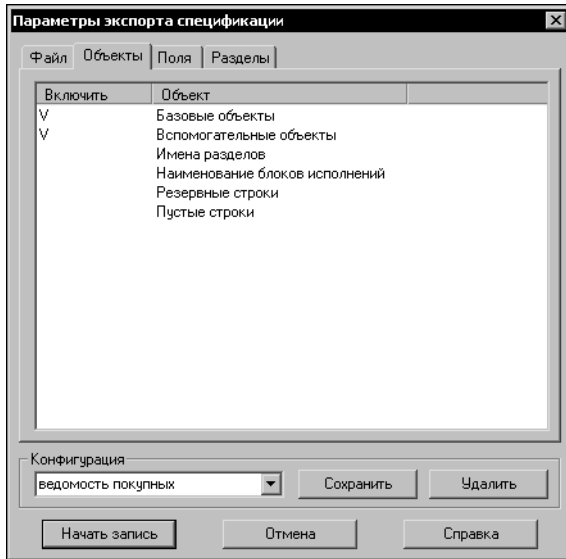 Параметры экспорта спецификации
Файл Объекты Поля Разделы
Включить Объект
V Базовые объекты
V Вспомогательные объекты
Имена разделов
Наименование блоков исполнений
Резервные строки
Пустые строки
Конфигурация
ведомость покупных Сохранить Удалить
Начать запись Отмена Справка